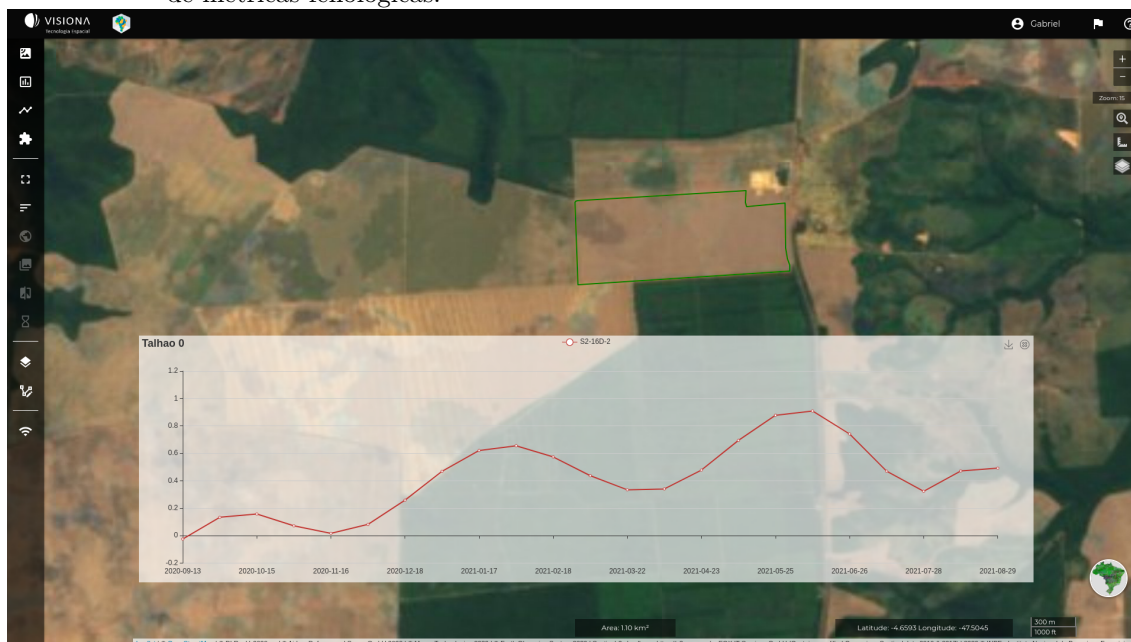 de métricas fenológicas.
VISIONA
tecnologia espacial
Gabriel
Zoom: 15
Talhao 0
S2-16D-2
1.2
1
0.8
0.6
0.4
0.2
0
-0.2
2020-09-13 2020-10-15 2020-11-16 2020-12-18 2021-01-17 2021-02-18 2021-03-22 2021-04-23 2021-05-25 2021-06-26 2021-07-28 2021-08-29
300 m
1000 ft
Area: 1.10 km²
Latitude: -4.6593 Longitude: -47.5045